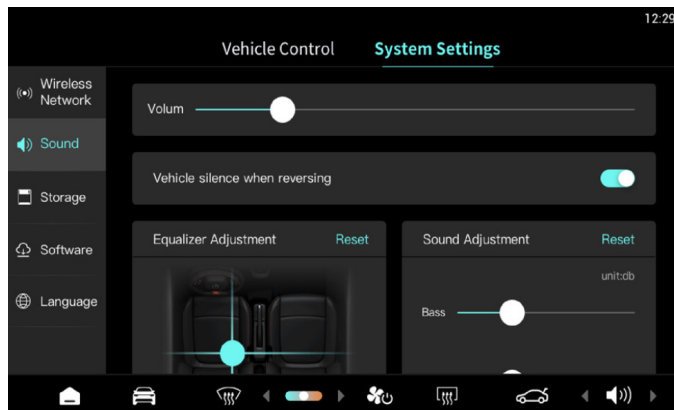 12:29
Vehicle Control
System Settings
Wireless
Network
Volum
Sound
Vehicle silence when reversing
Storage
Equalizer Adjustment
Reset
Sound Adjustment
Reset
Software
unit:db
Language
Bass